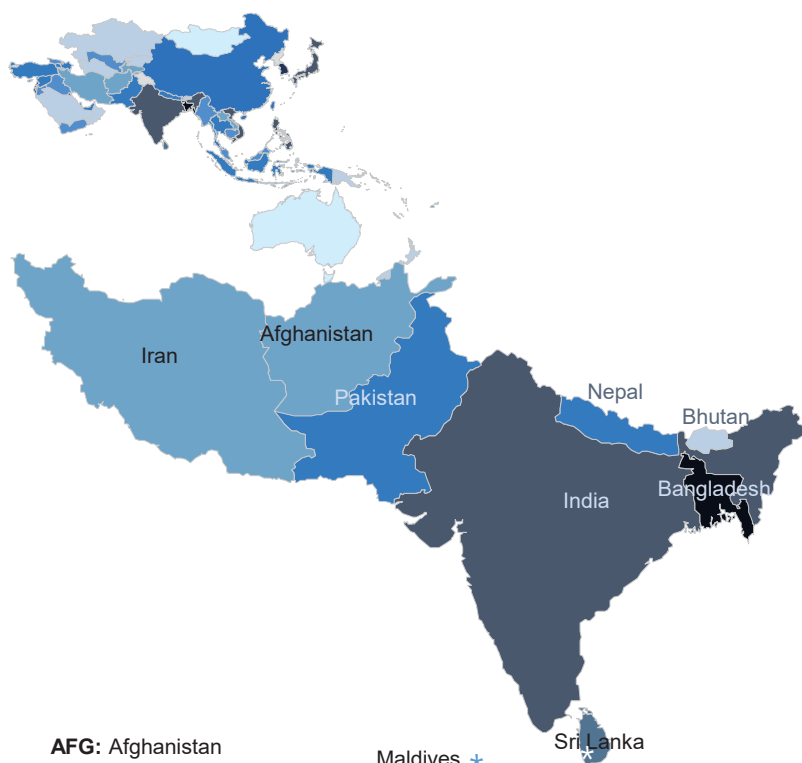 Afghanistan
Iran
Pakistan
Nepal
Bhutan
India
Bangladesh
Sri Lanka
AFG: Afghanistan
Maldives *